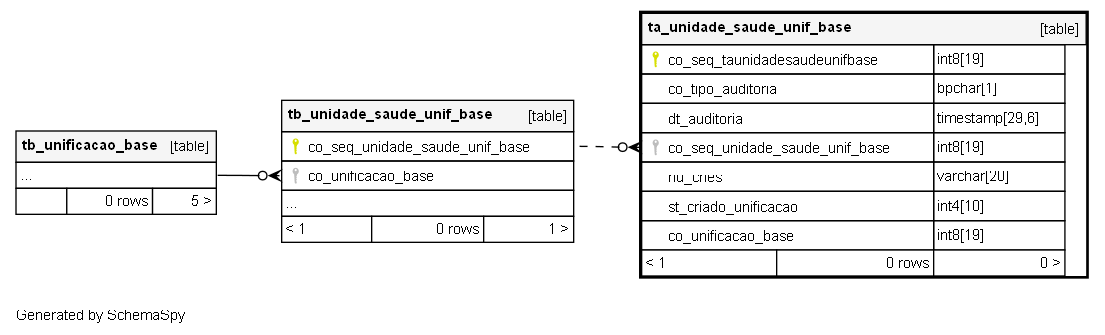 tb_unificacao_base [table]
...
0 rows 5 >
tb_unidade_saude_unif_base [table]
co_seq_unidade_saude_unif_base
co_unificacao_base
...
< 1 0 rows 1 >
ta_unidade_saude_unif_base [table]
co_seq_taunidadesaudeunifbase int8[19]
co_tipo_auditoria bpchar[1]
dt_auditoria timestamp[29,6]
co_seq_unidade_saude_unif_base int8[19]
nu_cnes varchar[20]
st_criado_unificacao int4[10]
co_unificacao_base int8[19]
< 1 0 rows 0 >
Generated by SchemaSpy